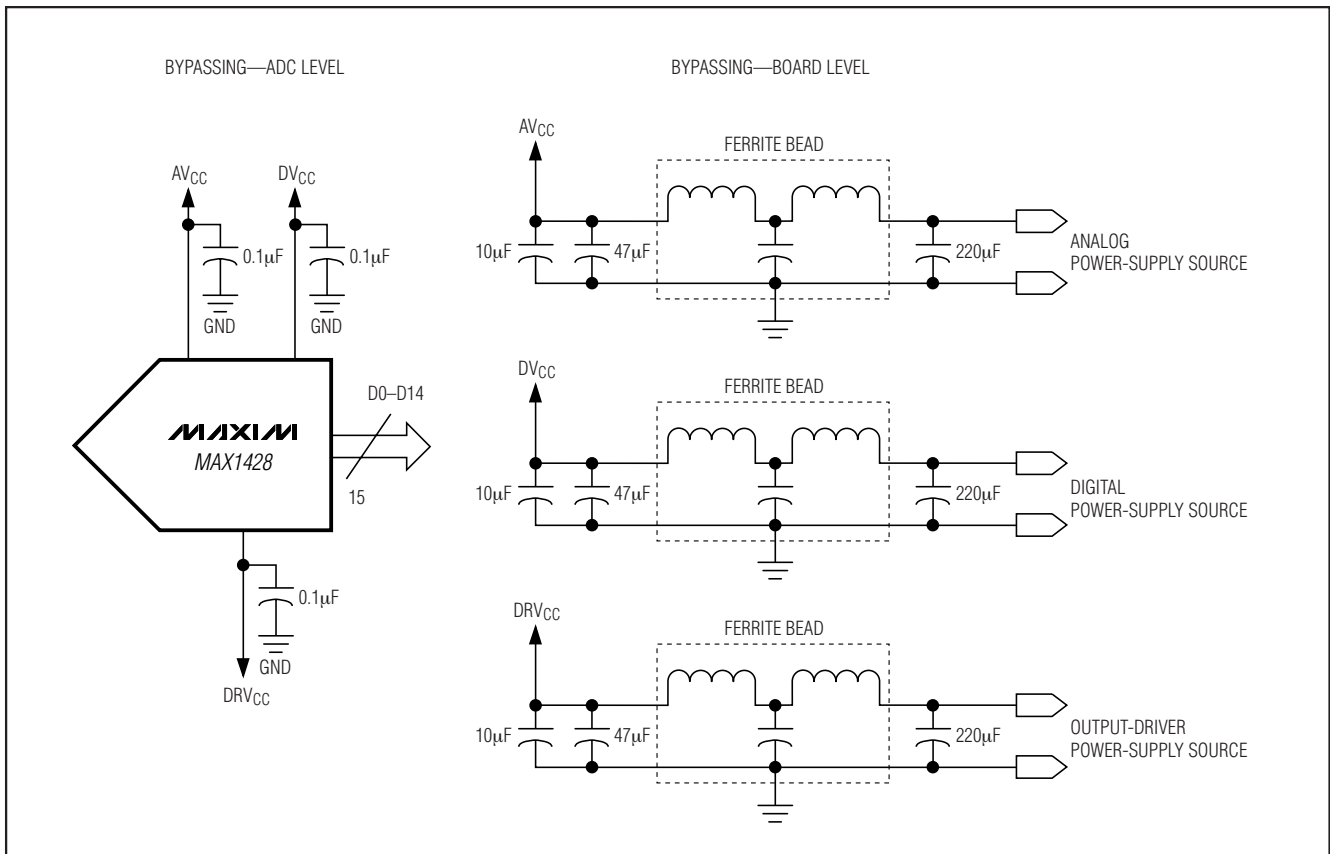 BYPASSING—ADC LEVEL
BYPASSING—BOARD LEVEL
AVCC
DVCC
0.1µF
0.1µF
GND
GND
MAXIM
MAX1428
D0–D14
15
0.1µF
GND
DRVCC
AVCC
FERRITE BEAD
10µF
47µF
220µF
ANALOG
POWER-SUPPLY SOURCE
DVCC
FERRITE BEAD
10µF
47µF
220µF
DIGITAL
POWER-SUPPLY SOURCE
DRVCC
FERRITE BEAD
10µF
47µF
220µF
OUTPUT-DRIVER
POWER-SUPPLY SOURCE